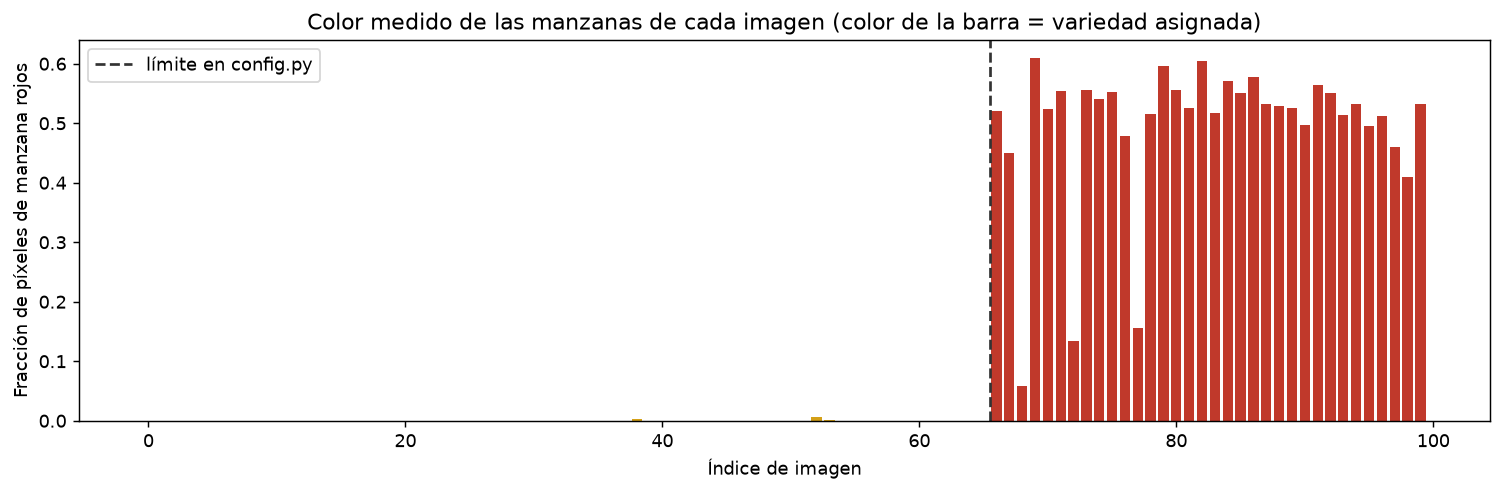 Color medido de las manzanas de cada imagen (color de la barra = variedad asignada)
límite en config.py
Fracción de píxeles de manzana rojos
0.6
0.5
0.4
0.3
0.2
0.1
0.0
0 20 40 60 80 100
Índice de imagen